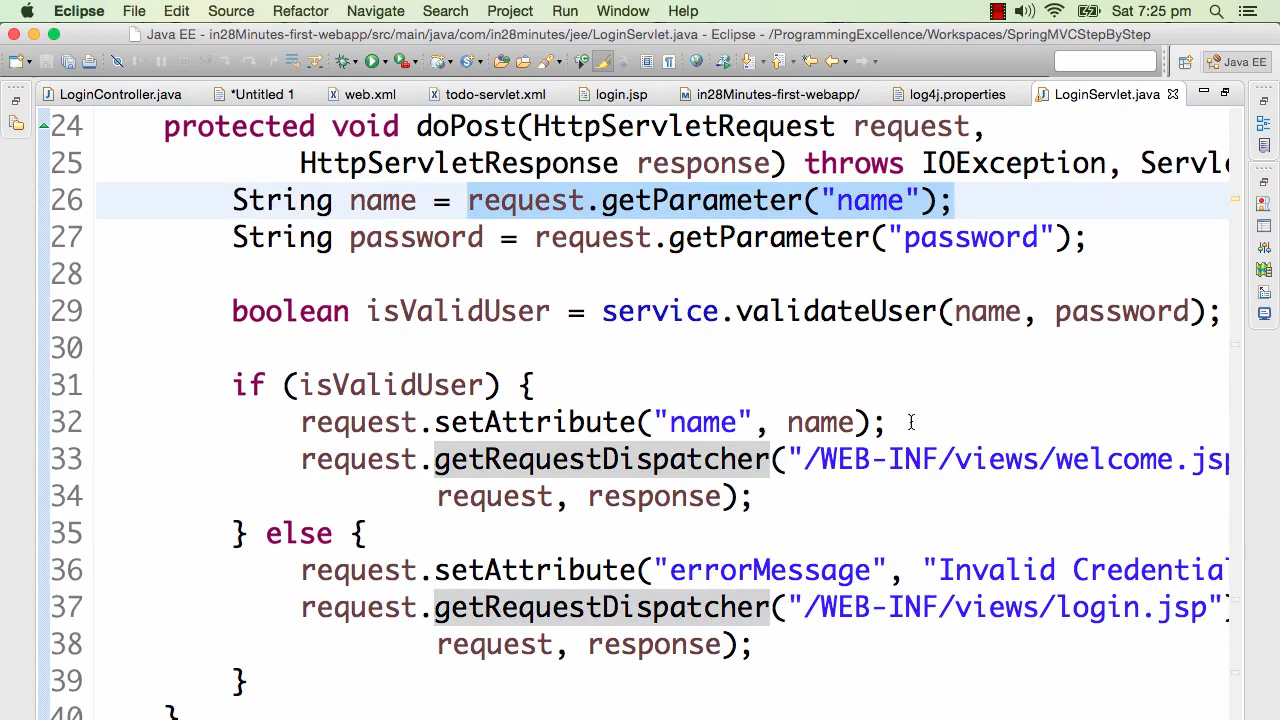 Eclipse File Edit Source Refactor Navigate Search Project Run Window Help Sat 7:25 pm
Java EE - in28Minutes-first-webapp/src/main/java/com/in28minutes/jee/LoginServlet.java - Eclipse - /ProgrammingExcellence/Workspaces/SpringMVCStepByStep
Java EE
LoginController.java *Untitled 1 web.xml todo-servlet.xml login.jsp in28Minutes-first-webapp/ log4j.properties LoginServlet.java
24 protected void doPost(HttpServletRequest request,
25 HttpServletResponse response) throws IOException, Servl
26 String name = request.getParameter("name");
27 String password = request.getParameter("password");
28
29 boolean isValidUser = service.validateUser(name, password);
30
31 if (isValidUser) {
32 request.setAttribute("name", name);
33 request.getRequestDispatcher("/WEB-INF/views/welcome.jsp
34 request, response);
35 } else {
36 request.setAttribute("errorMessage", "Invalid Credential
37 request.getRequestDispatcher("/WEB-INF/views/login.jsp")
38 request, response);
39 }
40 }